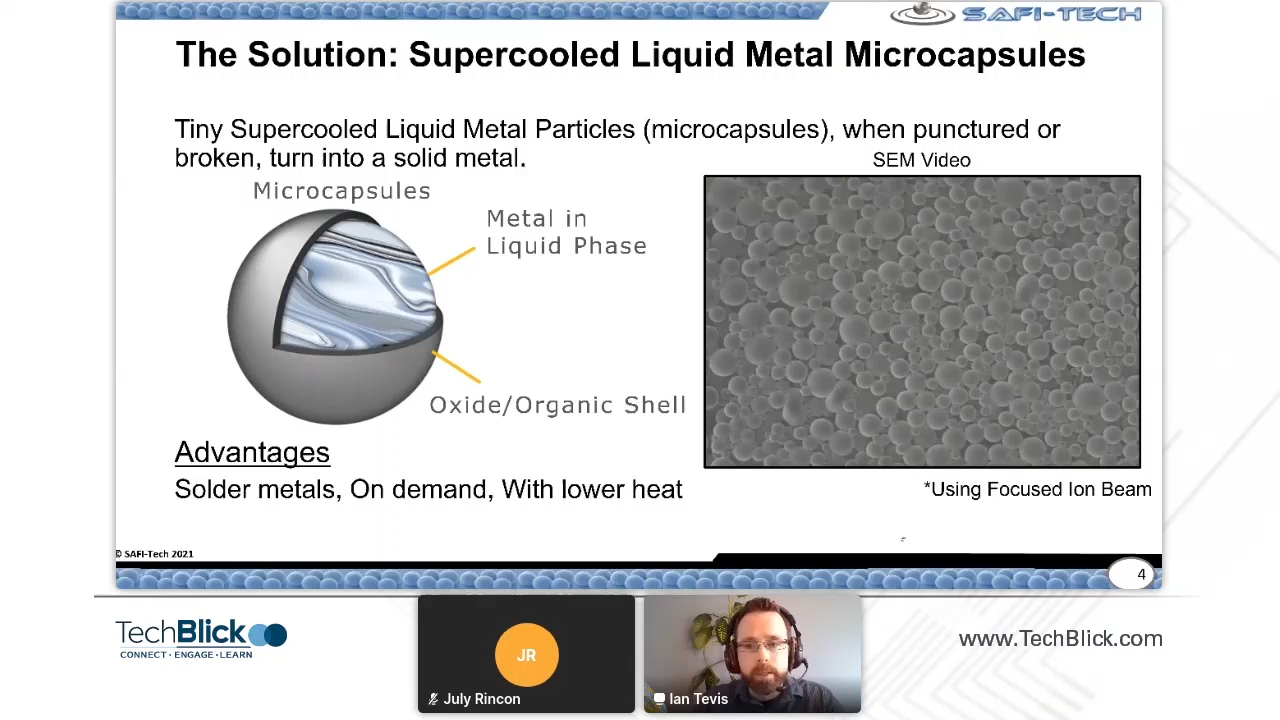 SAFI-TECH
The Solution: Supercooled Liquid Metal Microcapsules
Tiny Supercooled Liquid Metal Particles (microcapsules), when punctured or
broken, turn into a solid metal.
SEM Video
Microcapsules
Metal in
Liquid Phase
Oxide/Organic Shell
Advantages
Solder metals, On demand, With lower heat
*Using Focused Ion Beam
© SAFI-Tech 2021
4
TechBlick
CONNECT • ENGAGE • LEARN
JR
July Rincon
Ian Tevis
www.TechBlick.com